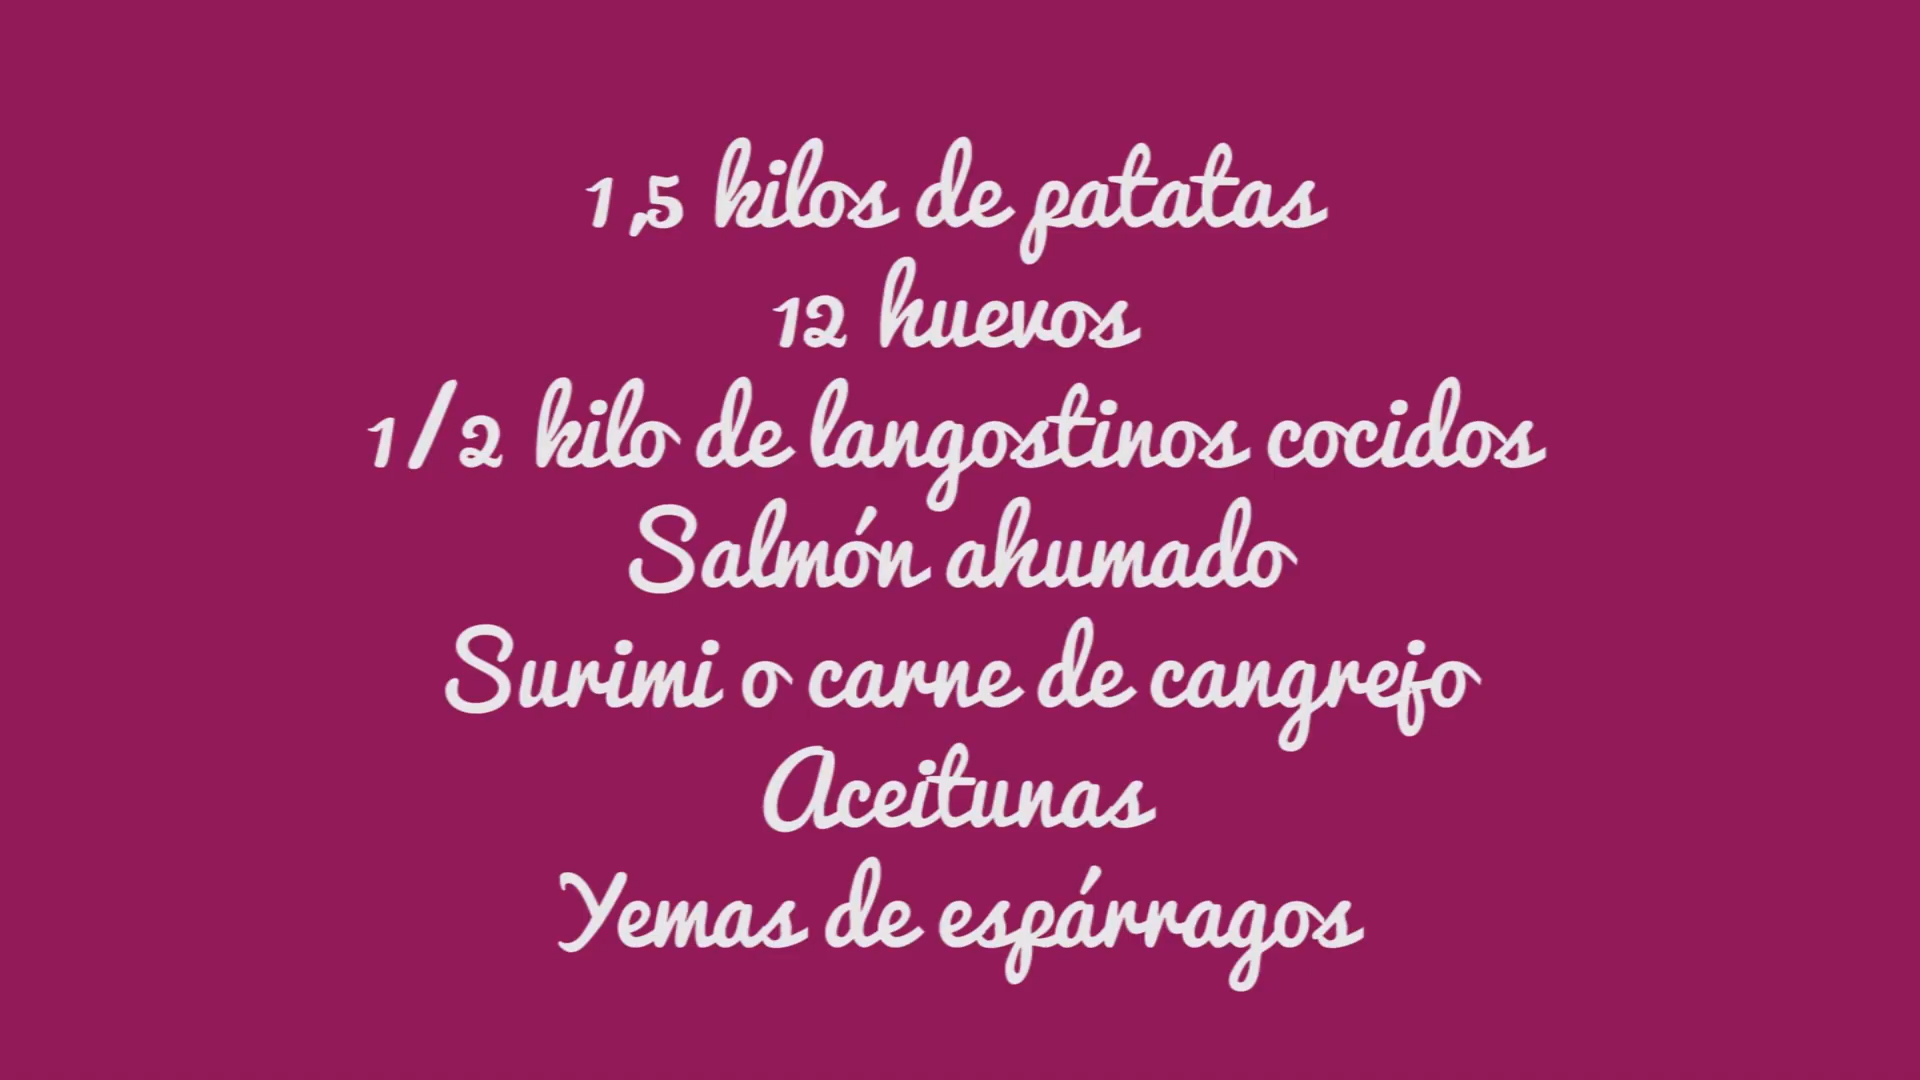 1,5 kilos de patatas
12 huevos
1/2 kilo de langostinos cocidos
Salmón ahumado
Surimi o carne de cangrejo
Aceitunas
Yemas de espárragos